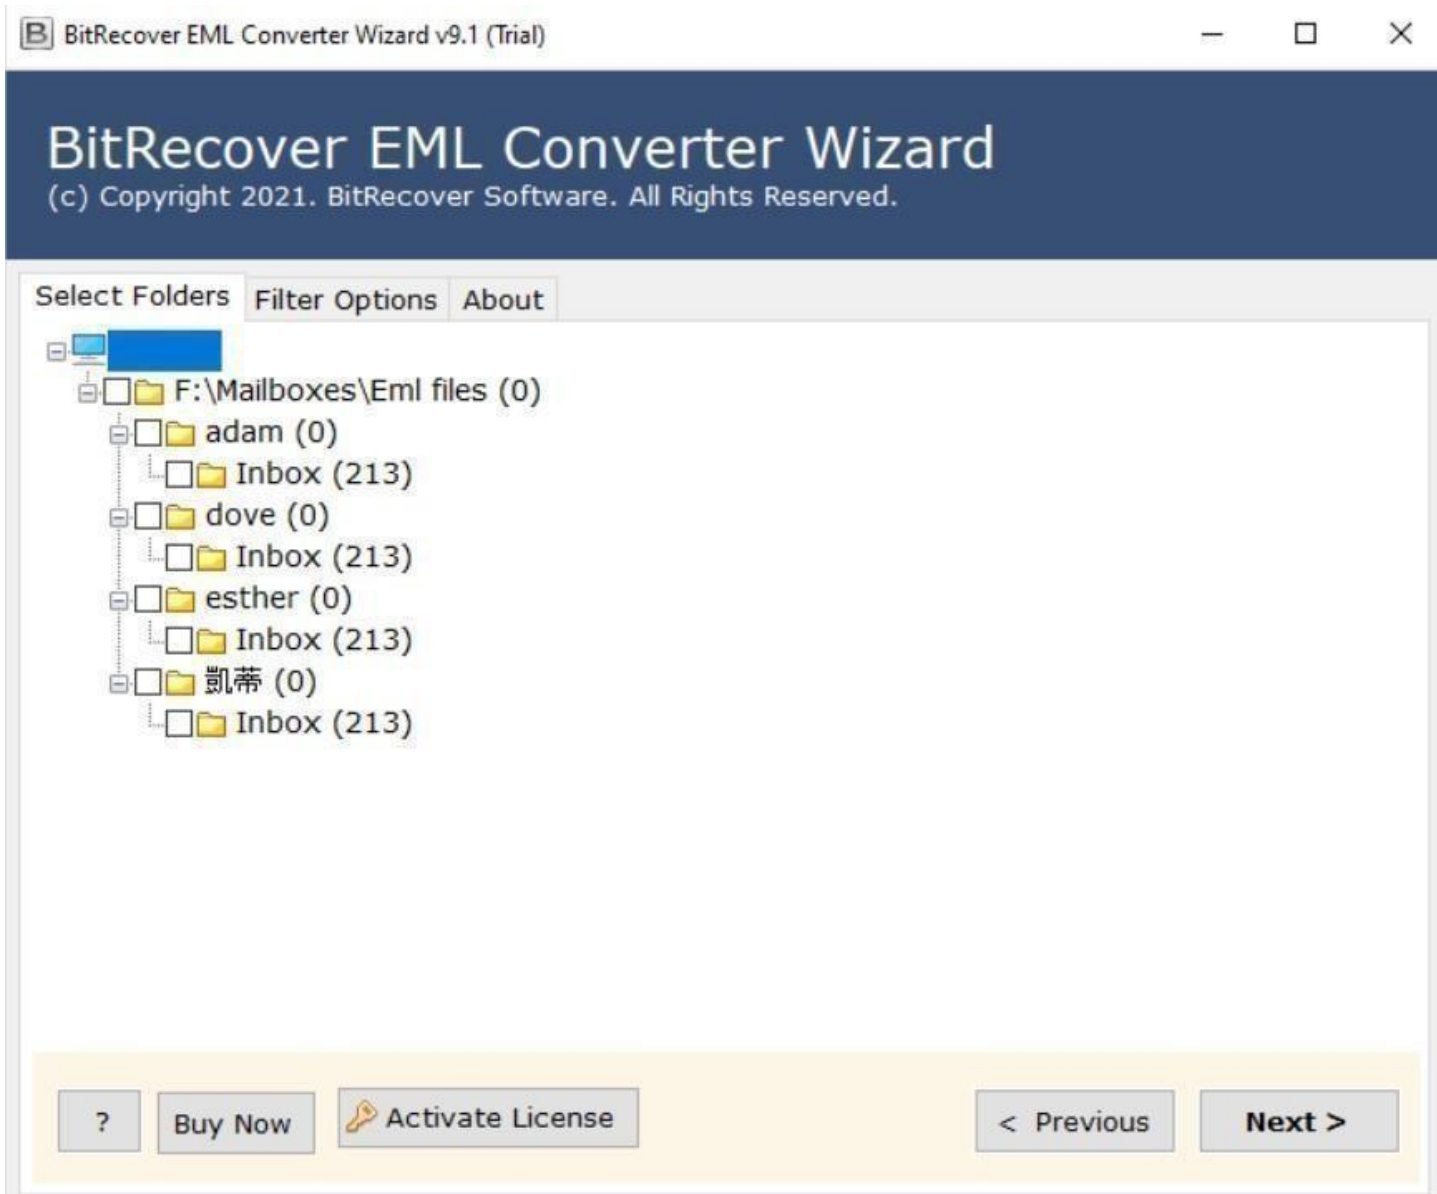 BitRecover EML Converter Wizard v9.1 (Trial)
BitRecover EML Converter Wizard
(c) Copyright 2021. BitRecover Software. All Rights Reserved.
Select Folders Filter Options About
F:\Mailboxes\Eml files (0)
adam (0)
Inbox (213)
dove (0)
Inbox (213)
esther (0)
Inbox (213)
凱蒂 (0)
Inbox (213)
? Buy Now Activate License < Previous Next >